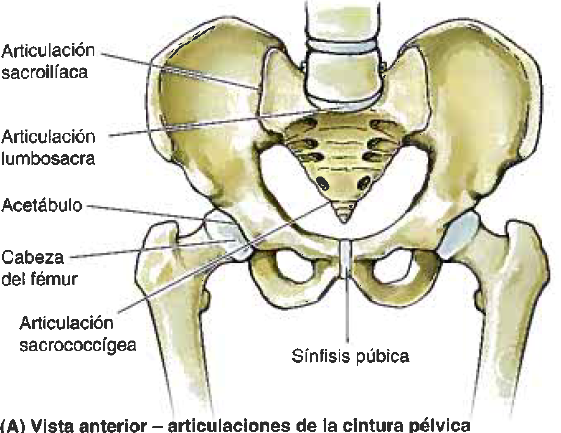 Articulación
sacroilíaca
Articulación
lumbosacra
Acetábulo
Cabeza
del fémur
Articulación
sacrococcígea
Sínfisis púbica
(A) Vista anterior – articulaciones de la cintura pélvica